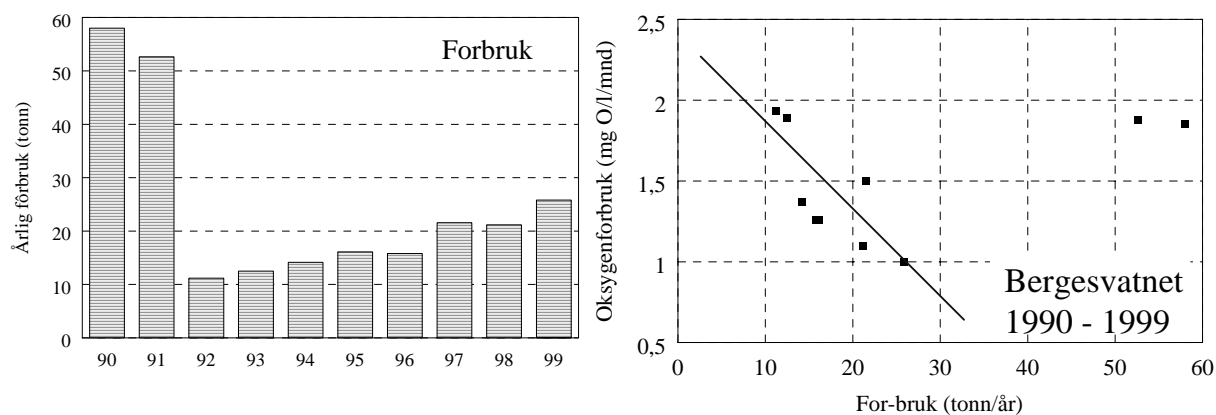 Årlig fôrbruk (tonn)
60
50
40
30
20
10
0
Forbruk
90 91 92 93 94 95 96 97 98 99
Oksygenforbruk (mg O/l/mnd)
2,5
2
1,5
1
0,5
Bergesvatnet
1990 - 1999
0 10 20 30 40 50 60
For-bruk (tonn/år)